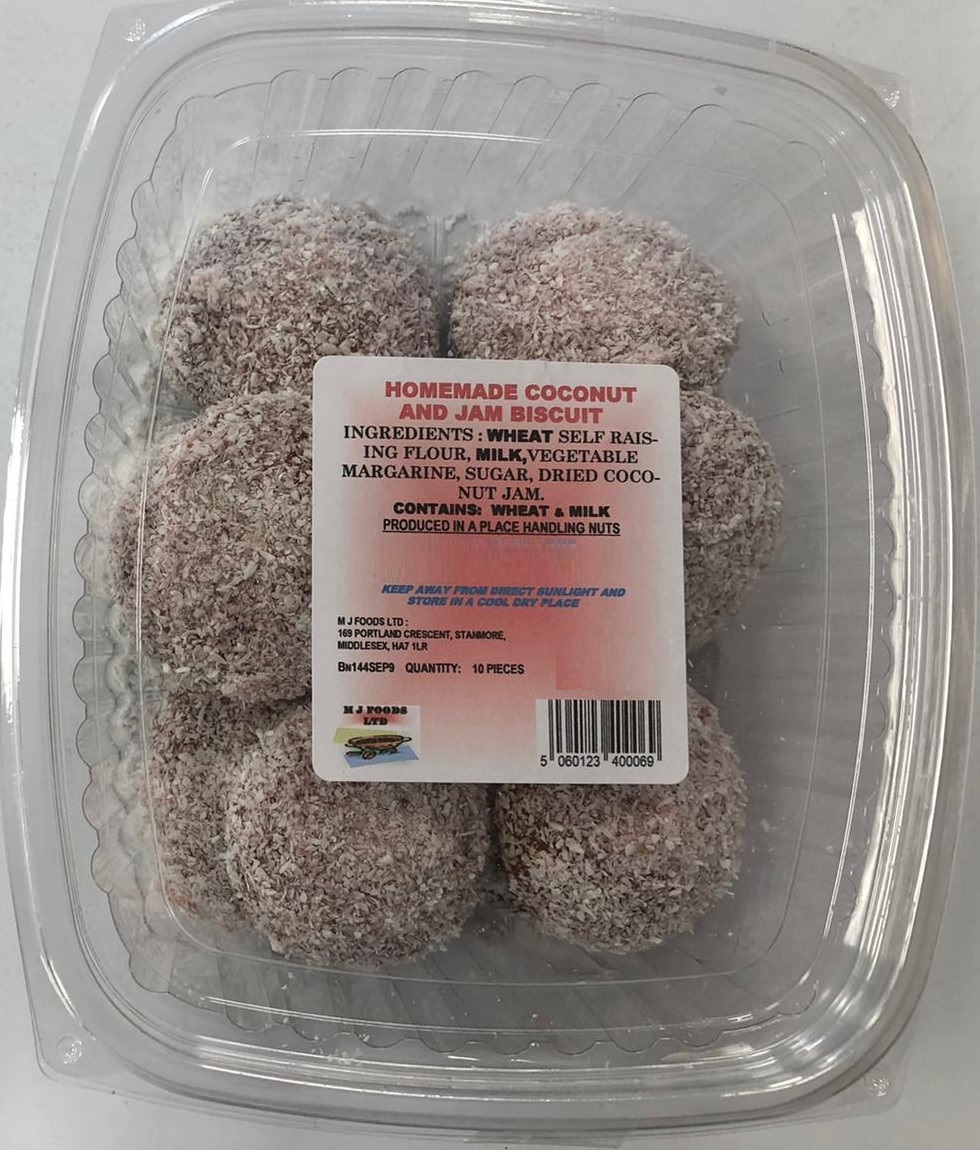 HOMEMADE COCONUT
AND JAM BISCUIT
INGREDIENTS : WHEAT SELF RAIS-
ING FLOUR, MILK,VEGETABLE
MARGARINE, SUGAR, DRIED COCO-
NUT JAM.
CONTAINS: WHEAT & MILK
PRODUCED IN A PLACE HANDLING NUTS
KEEP AWAY FROM DIRECT SUNLIGHT AND
STORE IN A COOL DRY PLACE
M J FOODS LTD :
169 PORTLAND CRESCENT, STANMORE,
MIDDLESEX, HA7 1LR
BN144SEP9 QUANTITY: 10 PIECES
M J FOODS
LTD
5 060123 400069